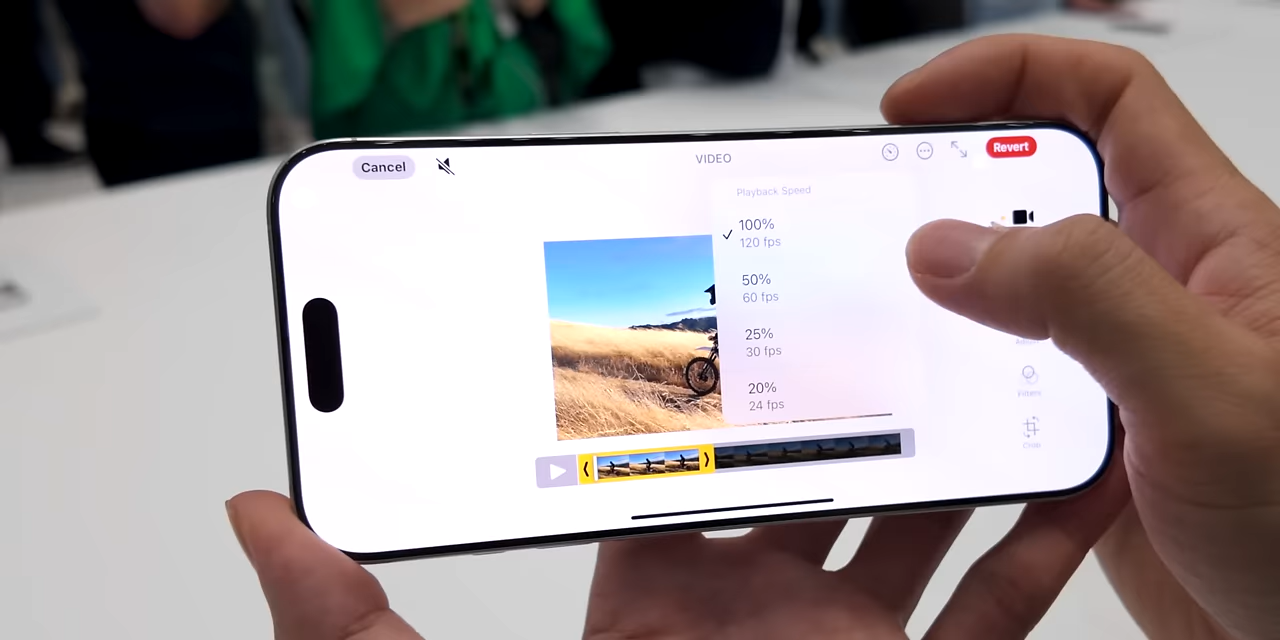 Cancel
VIDEO
Revert
Playback Speed
100%
120 fps
50%
60 fps
25%
30 fps
20%
24 fps
Filters
Crop